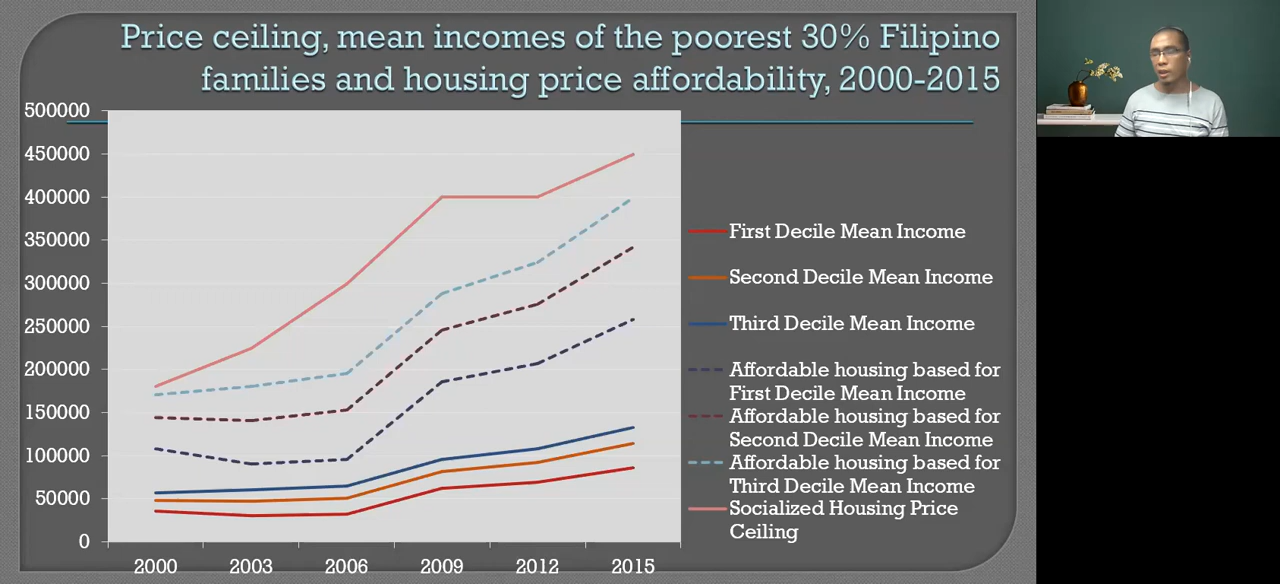 Price ceiling, mean incomes of the poorest 30% Filipino
families and housing price affordability, 2000-2015
500000
450000
400000
350000
300000
250000
200000
150000
100000
50000
0
2000 2003 2006 2009 2012 2015
First Decile Mean Income
Second Decile Mean Income
Third Decile Mean Income
Affordable housing based for
First Decile Mean Income
Affordable housing based for
Second Decile Mean Income
Affordable housing based for
Third Decile Mean Income
Socialized Housing Price
Ceiling